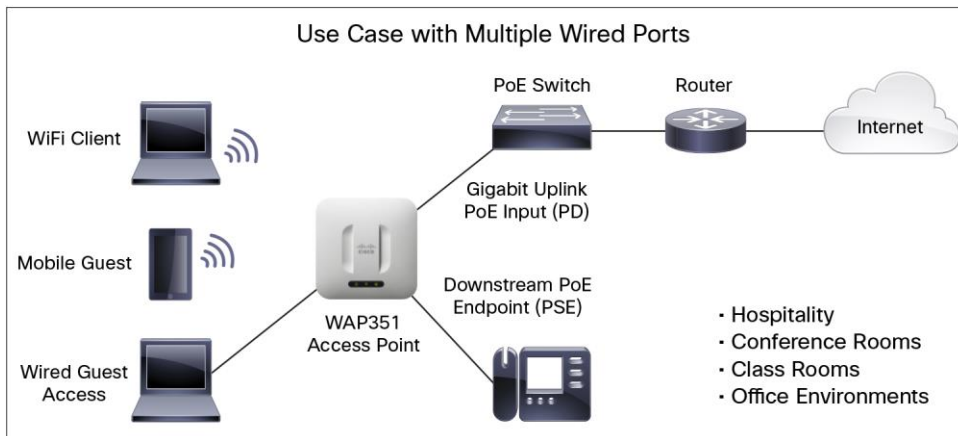 Use Case with Multiple Wired Ports
PoE Switch
Router
WiFi Client
Internet
Gigabit Uplink
PoE Input (PD)
Mobile Guest
Downstream PoE
Endpoint (PSE)
CISCO
WAP351
Access Point
Wired Guest
Access
· Hospitality
· Conference Rooms
· Class Rooms
· Office Environments